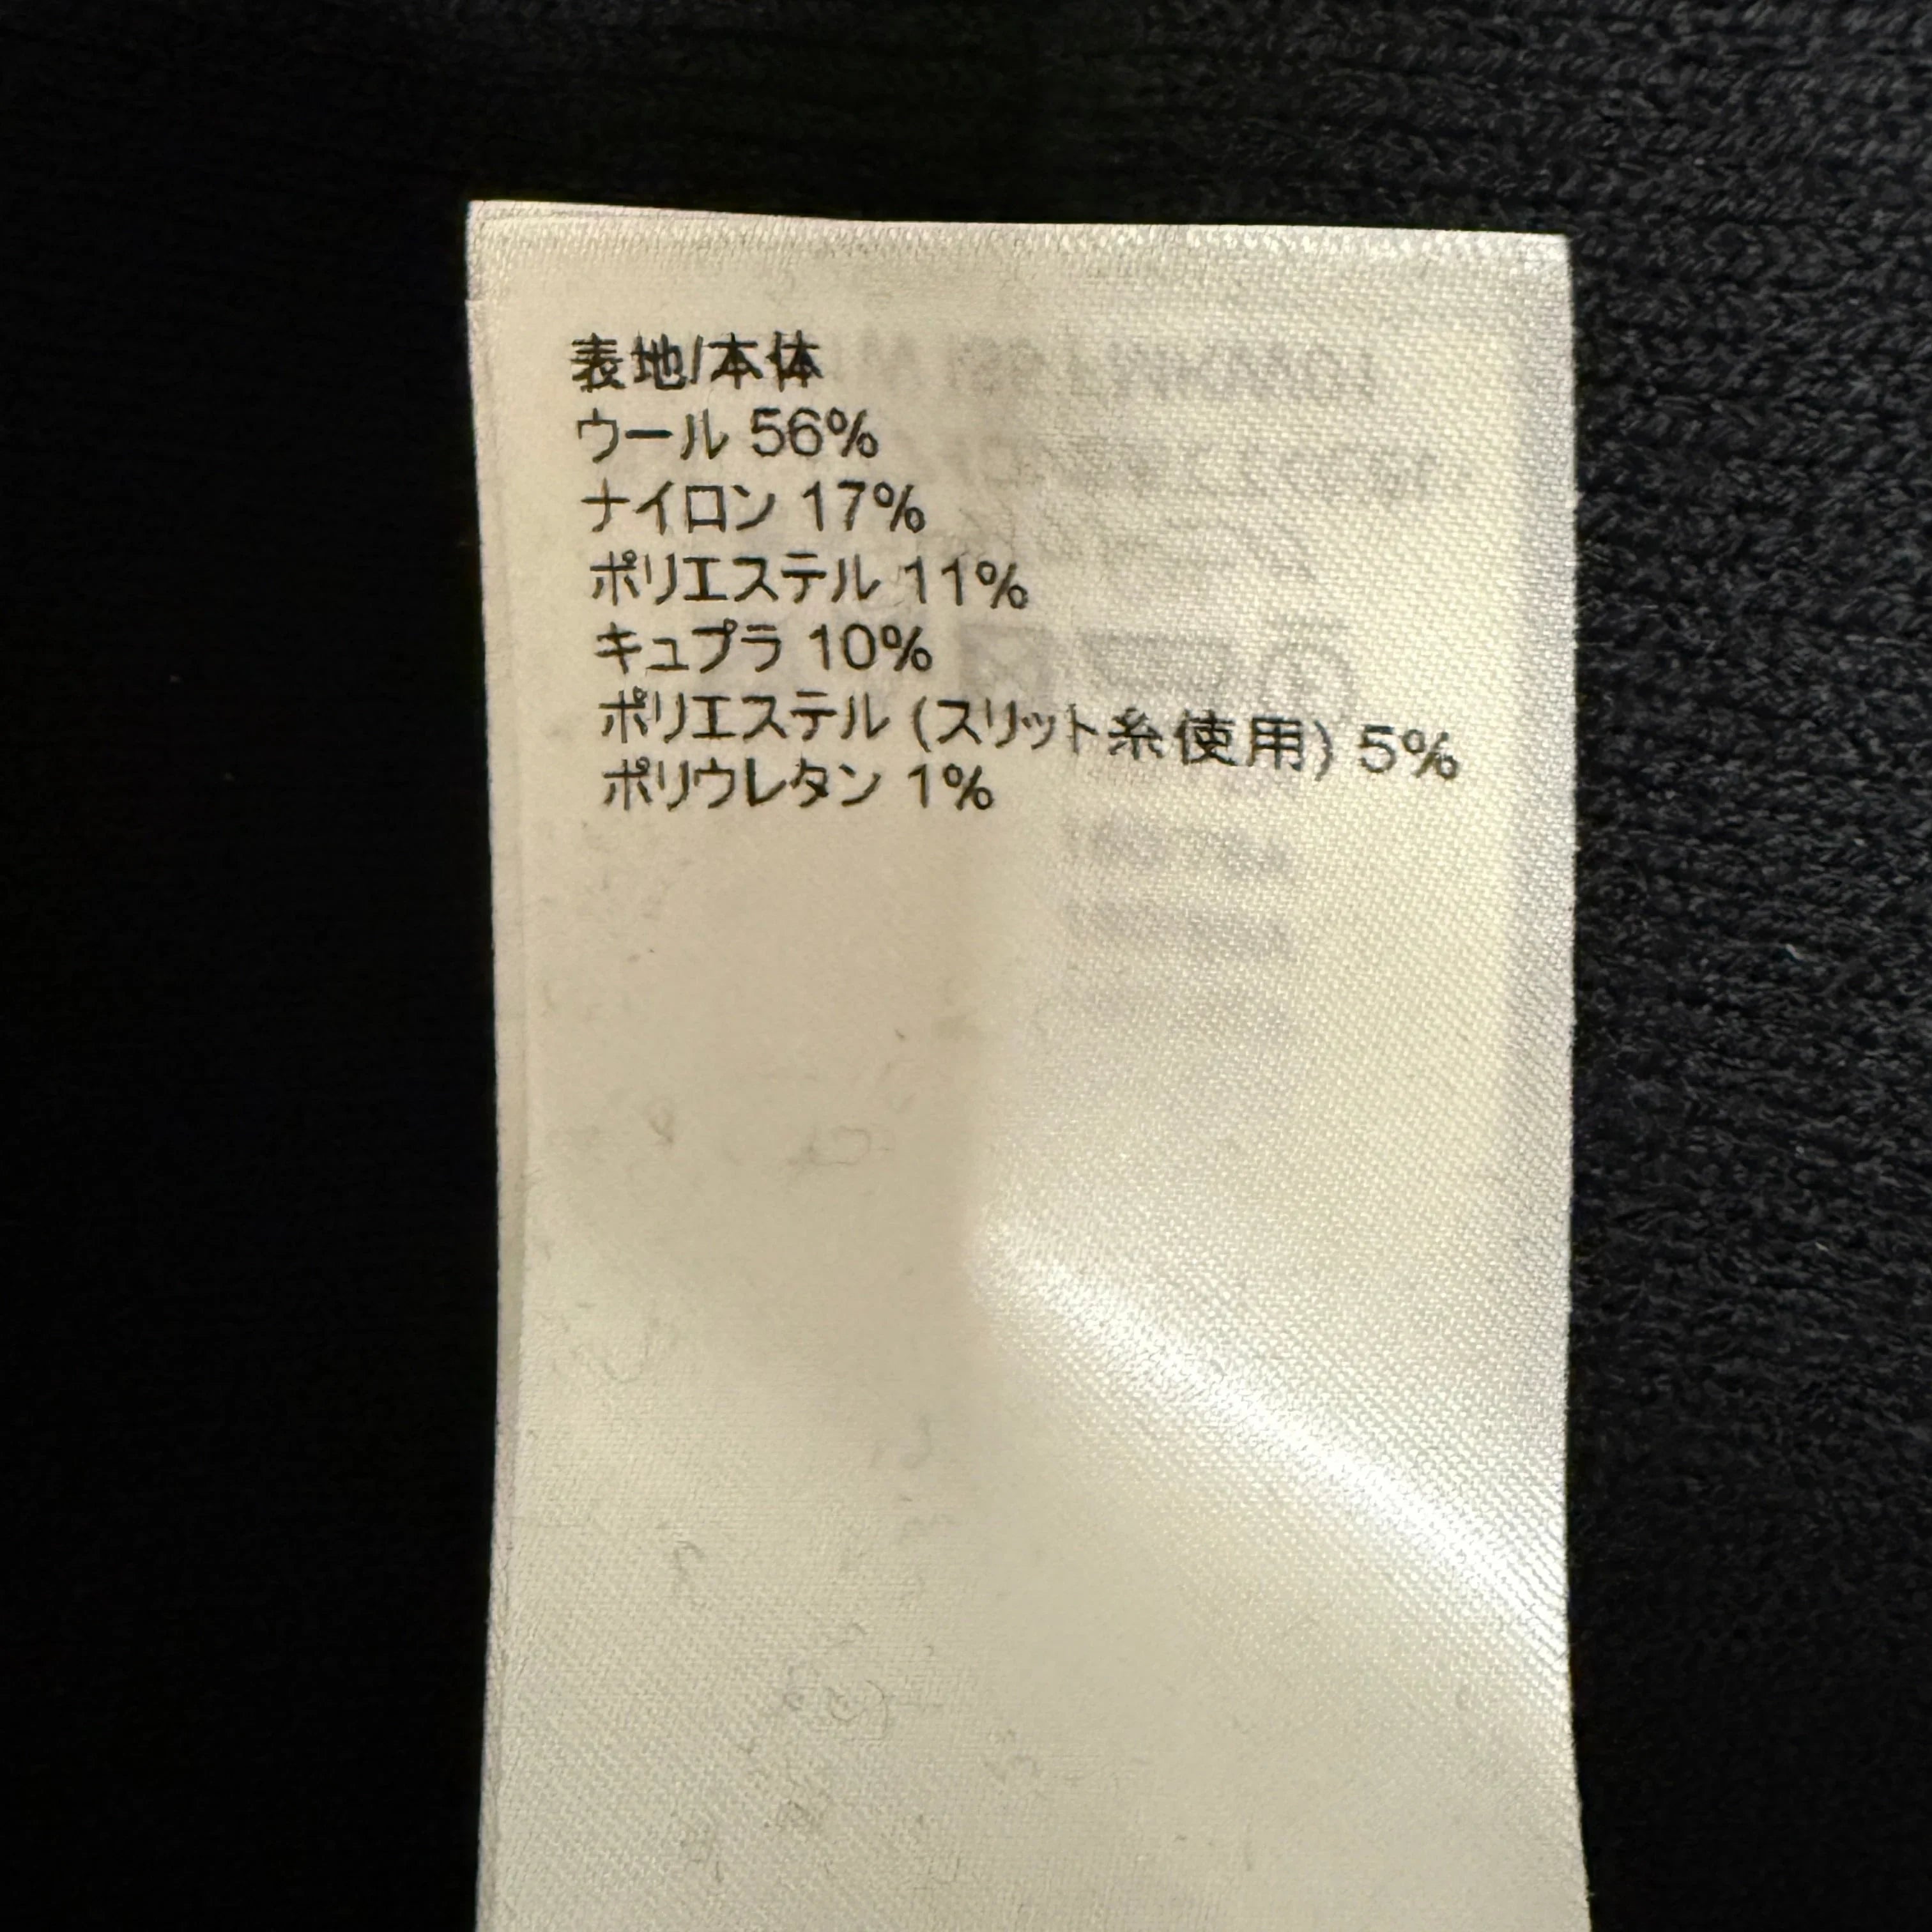 表地/本体
ウール 56%
ナイロン 17%
ポリエステル 11%
キュプラ 10%
ポリエステル (スリット糸使用) 5%
ポリウレタン 1%